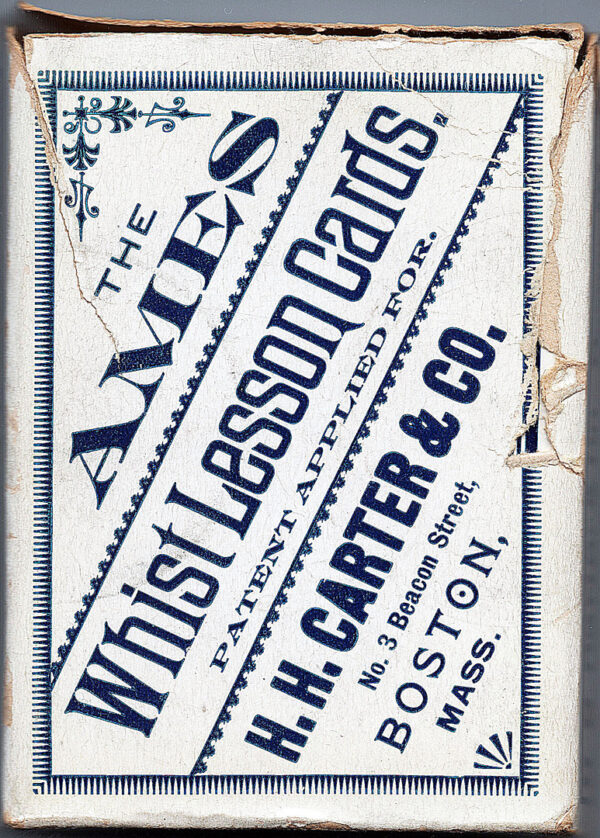 THE
AMES
Whist Lesson Cards.
PATENT APPLIED FOR.
H. H. CARTER & CO.
No. 3 Beacon Street,
BOSTON,
MASS.